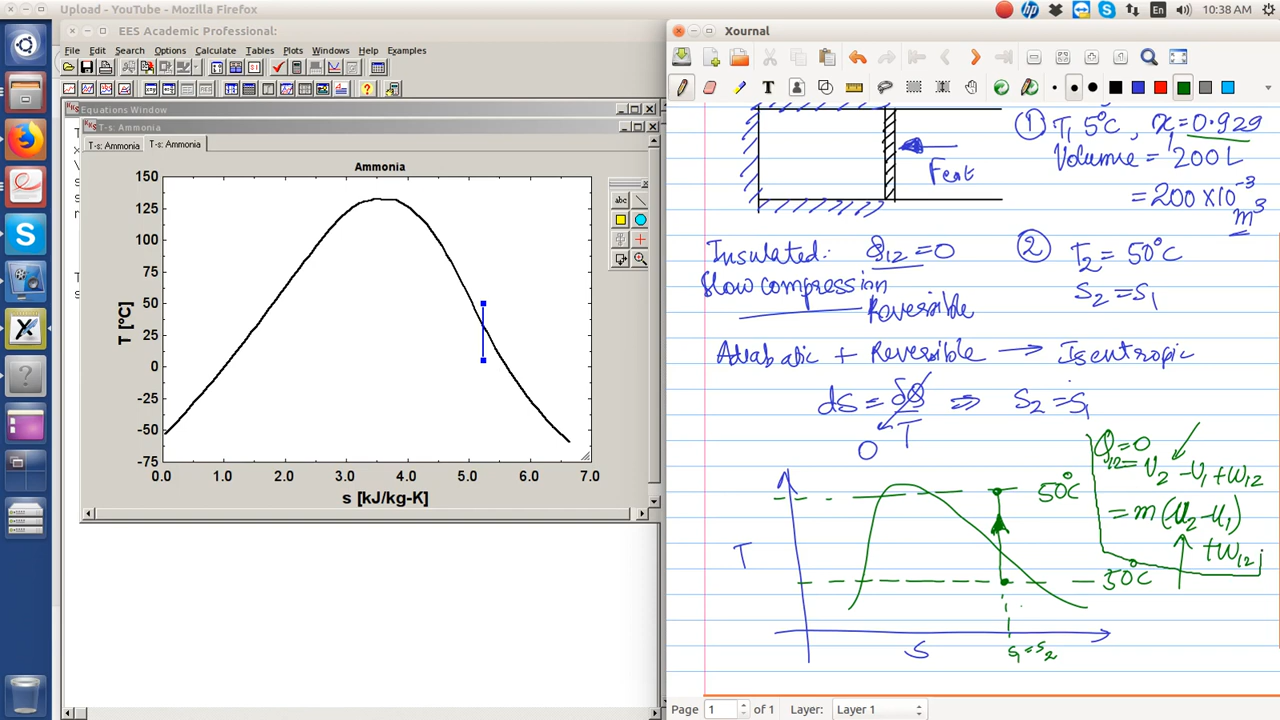 Upload - YouTube - Mozilla Firefox
En
10:38 AM
EES Academic Professional:
File Edit Search Options Calculate Tables Plots Windows Help Examples
Equations Window
T-s: Ammonia
T-s: Ammonia T-s: Ammonia
Ammonia
abc
150
125
100
75
50
25
0
-25
-50
-75
T [°C]
0.0 1.0 2.0 3.0 4.0 5.0 6.0 7.0
s [kJ/kg-K]
Xournal
① T₁ 5°C, x₁ = 0.929
Volume = 200 L
= 200 × 10⁻³ m³
Fext
Insulated: Q₁₂ = 0
Slow compression
Reversible
② T₂ = 50°C
S₂ = S₁
Adiabatic + Reversible → Isentropic
dS = δQ/T ⇒ S₂ = S₁
0
Q₁₂ = 0
= U₂ - U₁ + W₁₂
= m(u₂ - u₁)
+ W₁₂
50°C
5°C
T
S
s₁ = s₂
Page 1 of 1 Layer: Layer 1